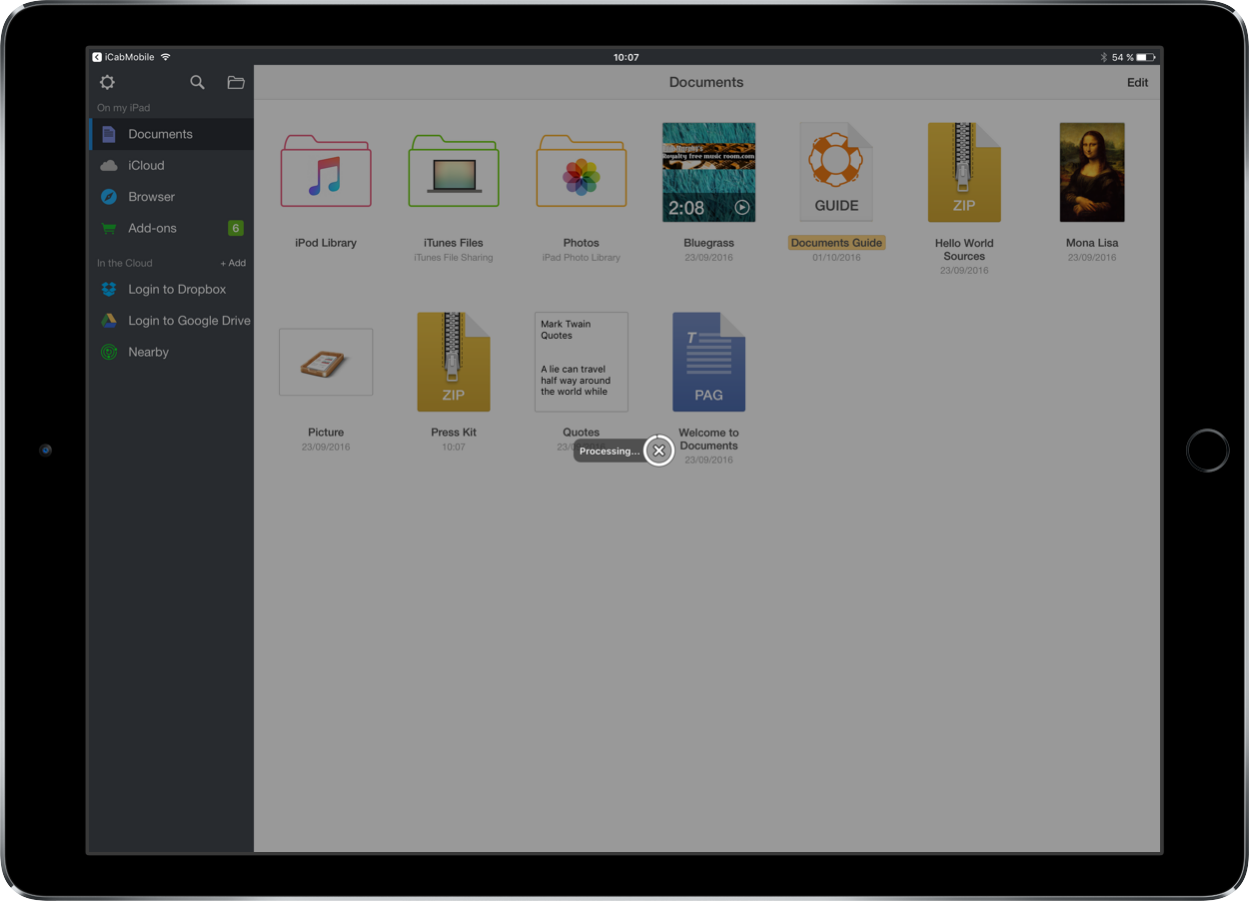 iCabMobile
10:07
54 %
Documents
Edit
On my iPad
Documents
iCloud
Browser
Add-ons
6
In the Cloud
+ Add
Login to Dropbox
Login to Google Drive
Nearby
iPod Library
iTunes Files
iTunes File Sharing
Photos
iPad Photo Library
royalty free music room.com
2:08
Bluegrass
23/09/2016
GUIDE
Documents Guide
01/10/2016
ZIP
Hello World
Sources
23/09/2016
Mona Lisa
23/09/2016
Picture
23/09/2016
ZIP
Press Kit
10:07
Mark Twain
Quotes
A lie can travel
half way around
the world while
Quotes
23/
T
PAG
Welcome to
Documents
23/09/2016
Processing...